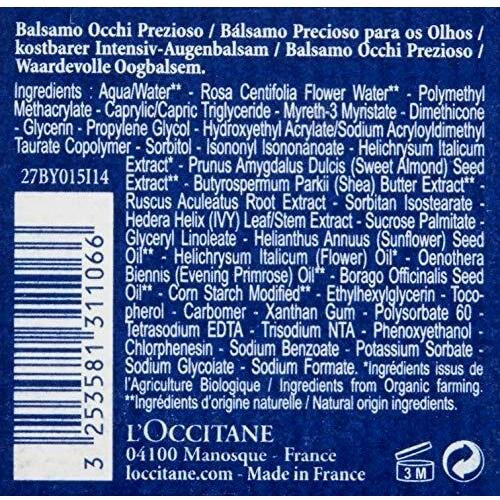 Balsamo Occhi Prezioso / Bálsamo Precioso para os Olhos /
kostbarer Intensiv-Augenbalsam / Balsamo Occhi Prezioso /
Waardevolle Oogbalsem.
Ingredients : Aqua/Water** - Rosa Centifolia Flower Water** - Polymethyl
Methacrylate - Caprylic/Capric Triglyceride - Myreth-3 Myristate - Dimethicone
- Glycerin - Propylene Glycol - Hydroxyethyl Acrylate/Sodium Acryloyldimethyl
Taurate Copolymer - Sorbitol - Isononyl Isononanoate - Helichrysum Italicum
Extract* - Prunus Amygdalus Dulcis (Sweet Almond) Seed
Extract** - Butyrospermum Parkii (Shea) Butter Extract** -
Ruscus Aculeatus Root Extract - Sorbitan Isostearate -
Hedera Helix (IVY) Leaf/Stem Extract - Sucrose Palmitate -
Glyceryl Linoleate - Helianthus Annuus (Sunflower) Seed
Oil** - Helichrysum Italicum (Flower) Oil* - Oenothera
Biennis (Evening Primrose) Oil** - Borago Officinalis Seed
Oil** - Corn Starch Modified** - Ethylhexylglycerin - Toco-
pherol - Carbomer - Xanthan Gum - Polysorbate 60 -
Tetrasodium EDTA - Trisodium NTA - Phenoxyethanol -
Chlorphenesin - Sodium Benzoate - Potassium Sorbate -
Sodium Glycolate - Sodium Formate. *Ingrédients issus de
l'Agriculture Biologique / Ingredients from Organic farming.
**Ingrédients d'origine naturelle / Natural origin ingredients.
27BY015I14
3 253581 311066
L'OCCITANE
04100 Manosque - France
loccitane.com - Made in France
3 M